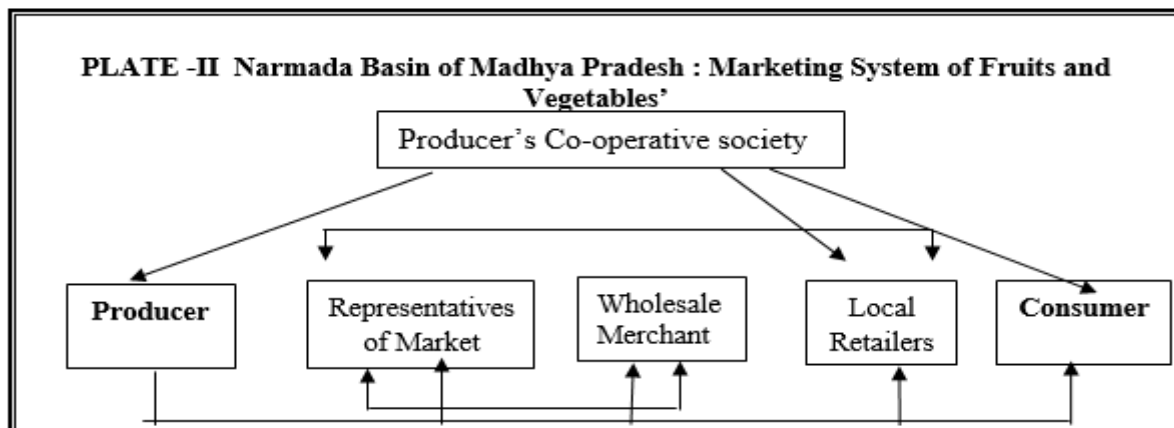 PLATE -II Narmada Basin of Madhya Pradesh : Marketing System of Fruits and
Vegetables’
Producer’s Co-operative society
Producer
Representatives
of Market
Wholesale
Merchant
Local
Retailers
Consumer